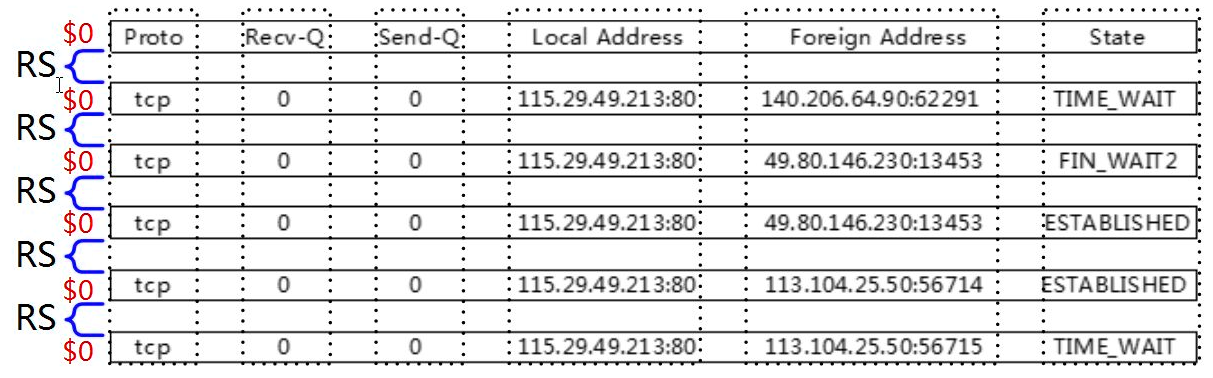 $0 Proto Recv-Q Send-Q Local Address Foreign Address State
RS
$0 tcp 0 0 115.29.49.213:80 140.206.64.90:62291 TIME_WAIT
RS
$0 tcp 0 0 115.29.49.213:80 49.80.146.230:13453 FIN_WAIT2
RS
$0 tcp 0 0 115.29.49.213:80 49.80.146.230:13453 ESTABLISHED
RS
$0 tcp 0 0 115.29.49.213:80 113.104.25.50:56714 ESTABLISHED
RS
$0 tcp 0 0 115.29.49.213:80 113.104.25.50:56715 TIME_WAIT